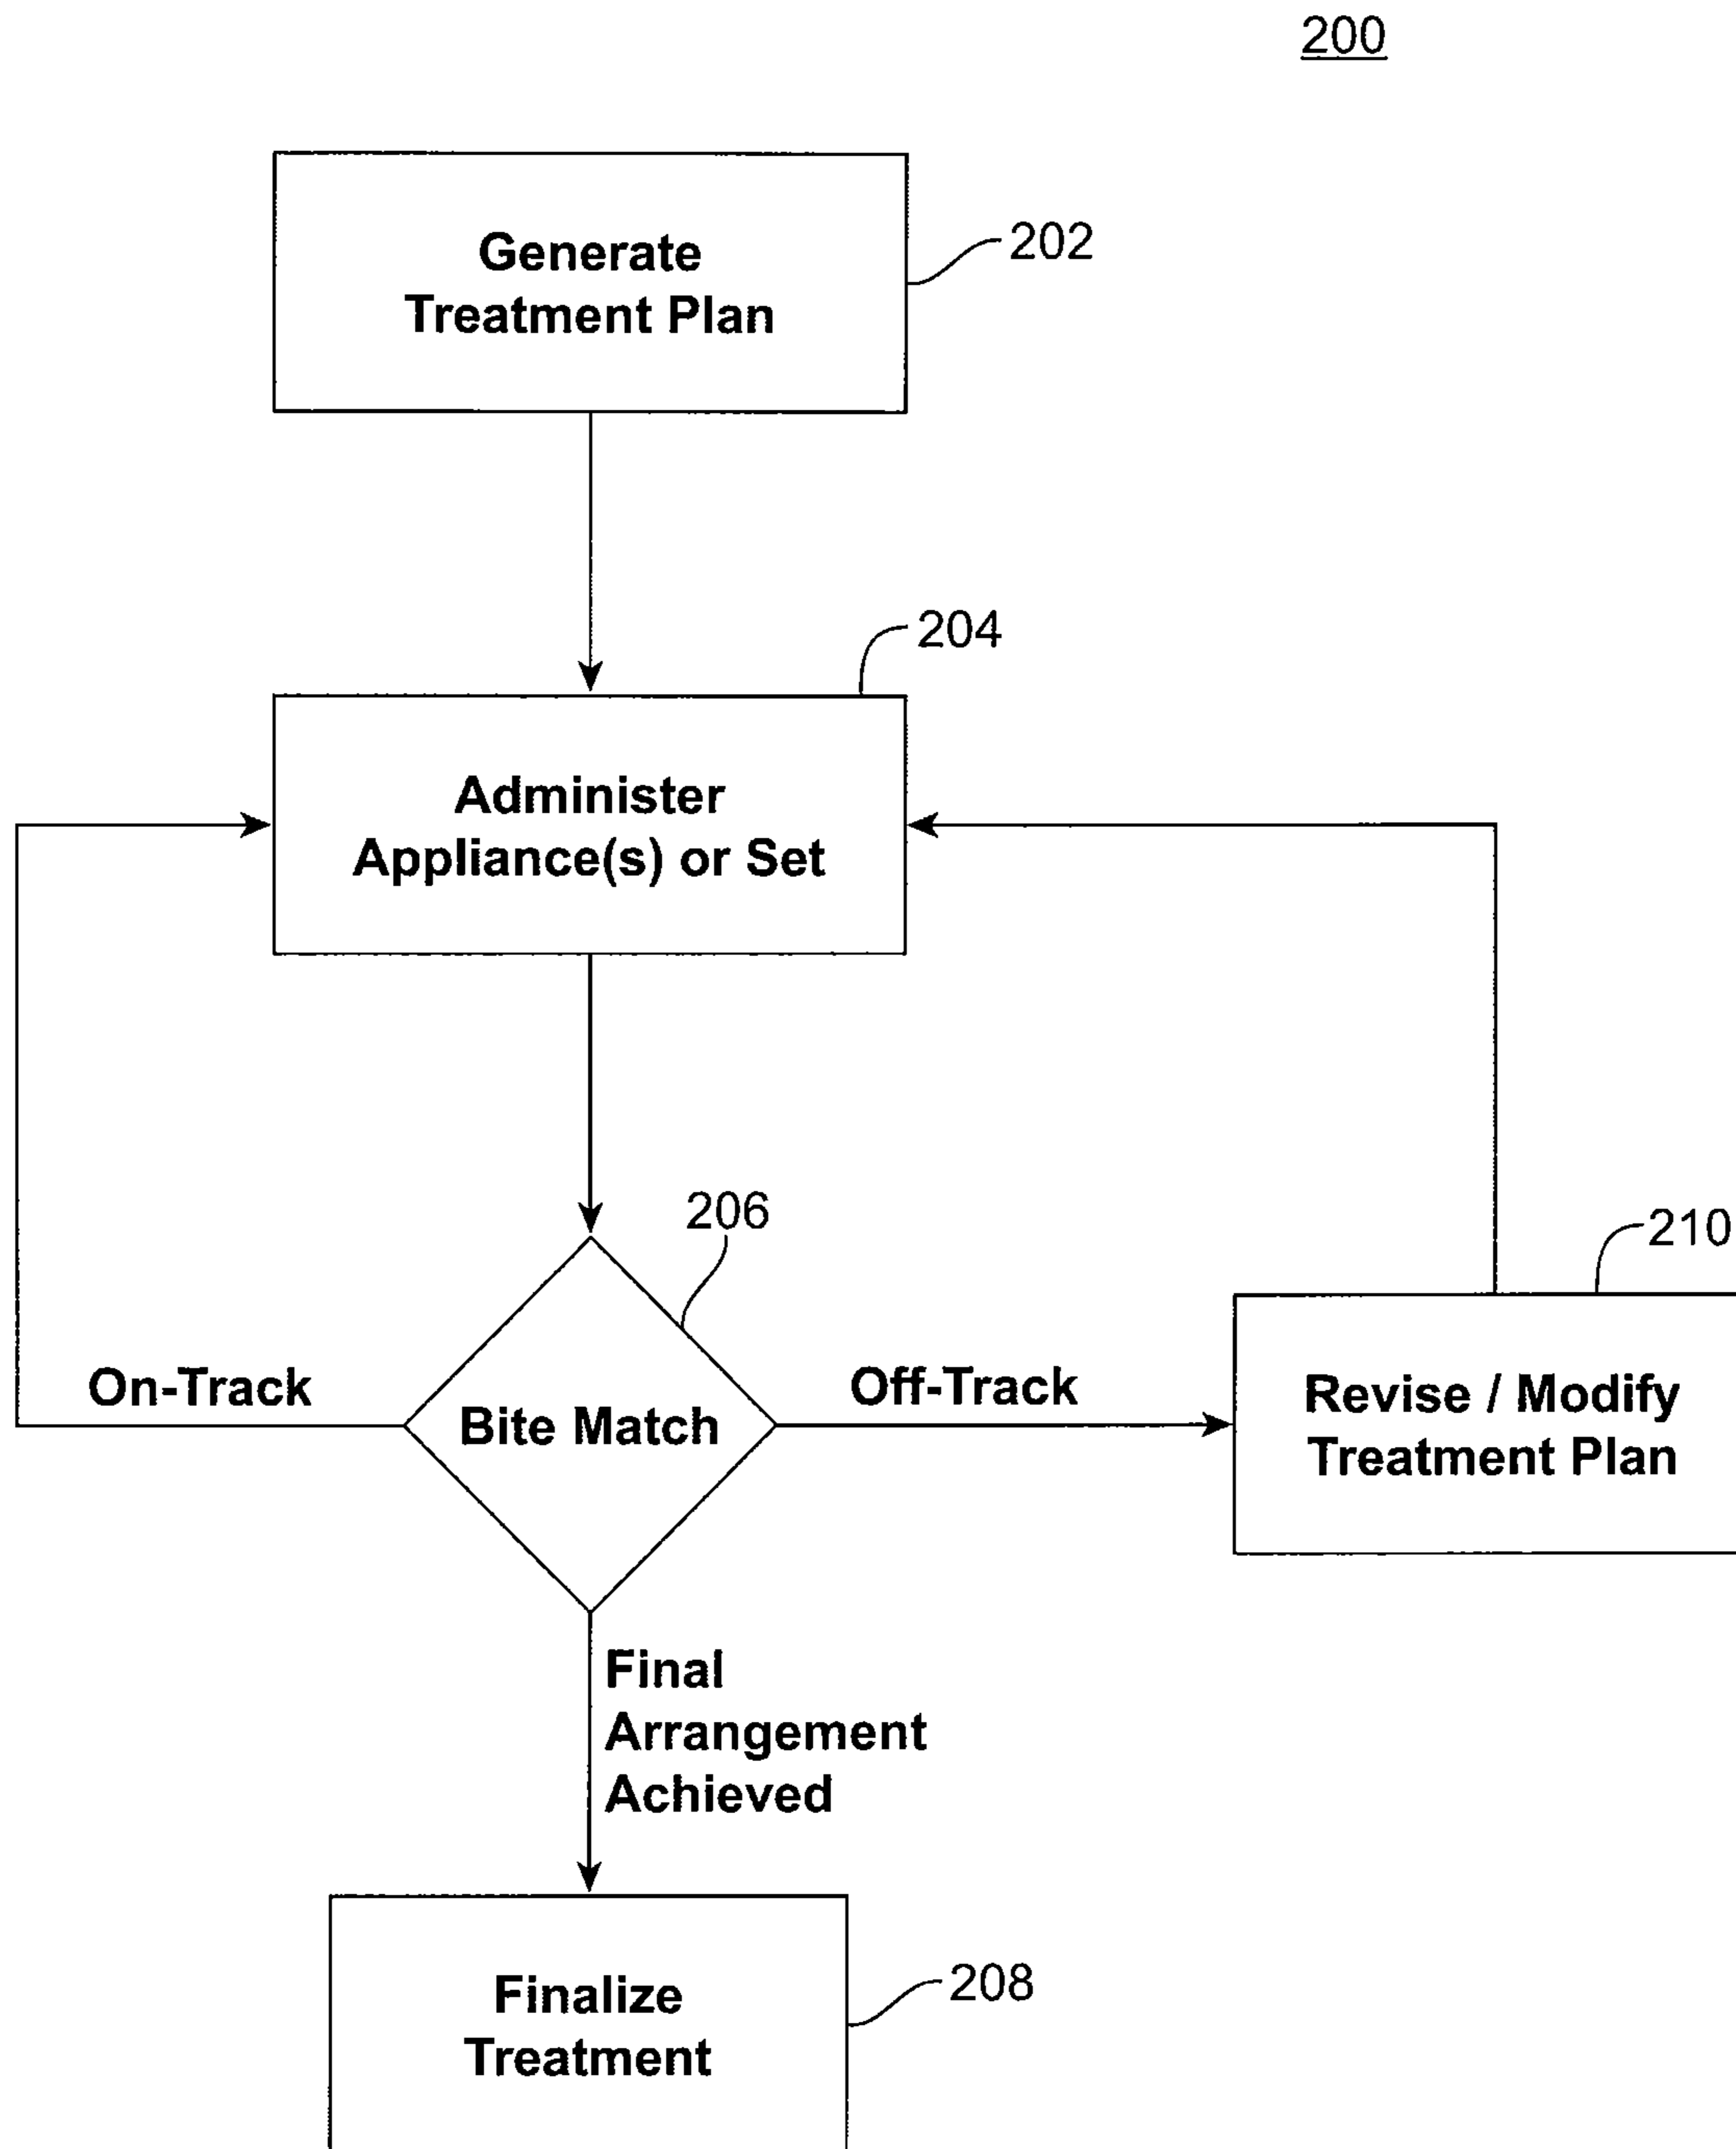 200
Generate
Treatment Plan
202
204
Administer
Appliance(s) or Set
206
210
On-Track
Bite Match
Off-Track
Revise / Modify
Treatment Plan
Final
Arrangement
Achieved
Finalize
Treatment
208